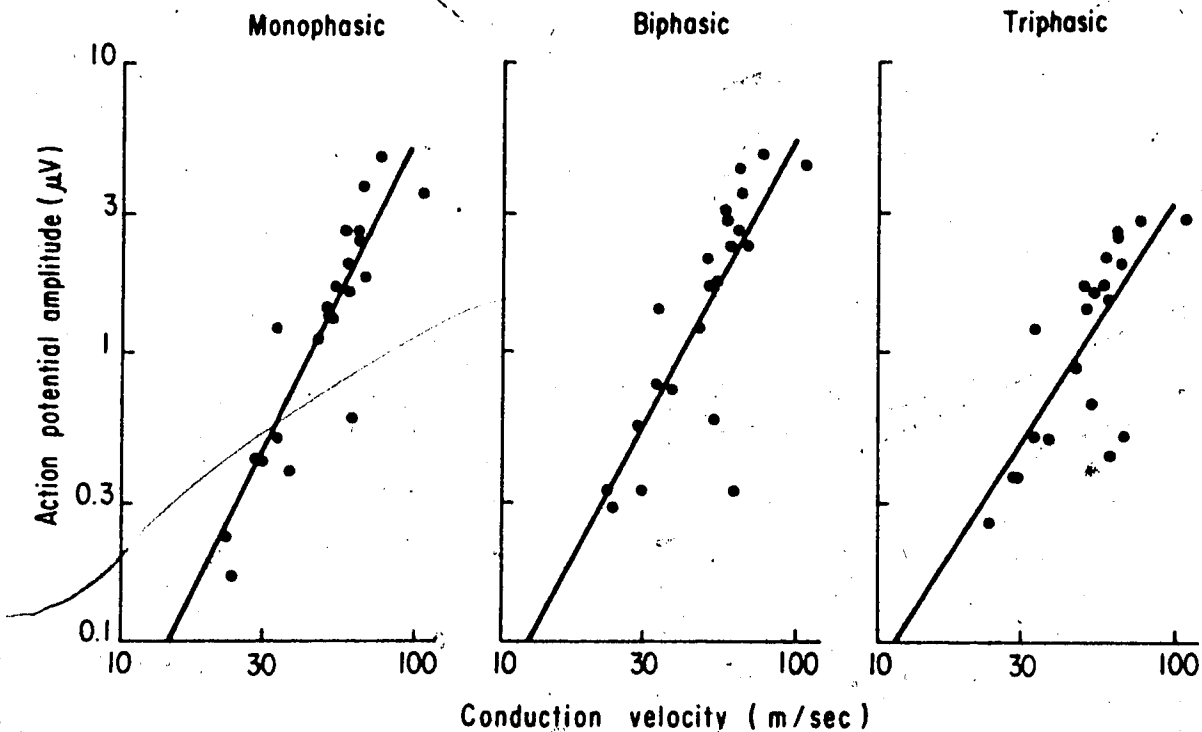 Monophasic Biphasic Triphasic
Action potential amplitude (μV)
10
3
1
0.3
0.1
10 30 100 10 30 100 10 30 100
Conduction velocity (m/sec)